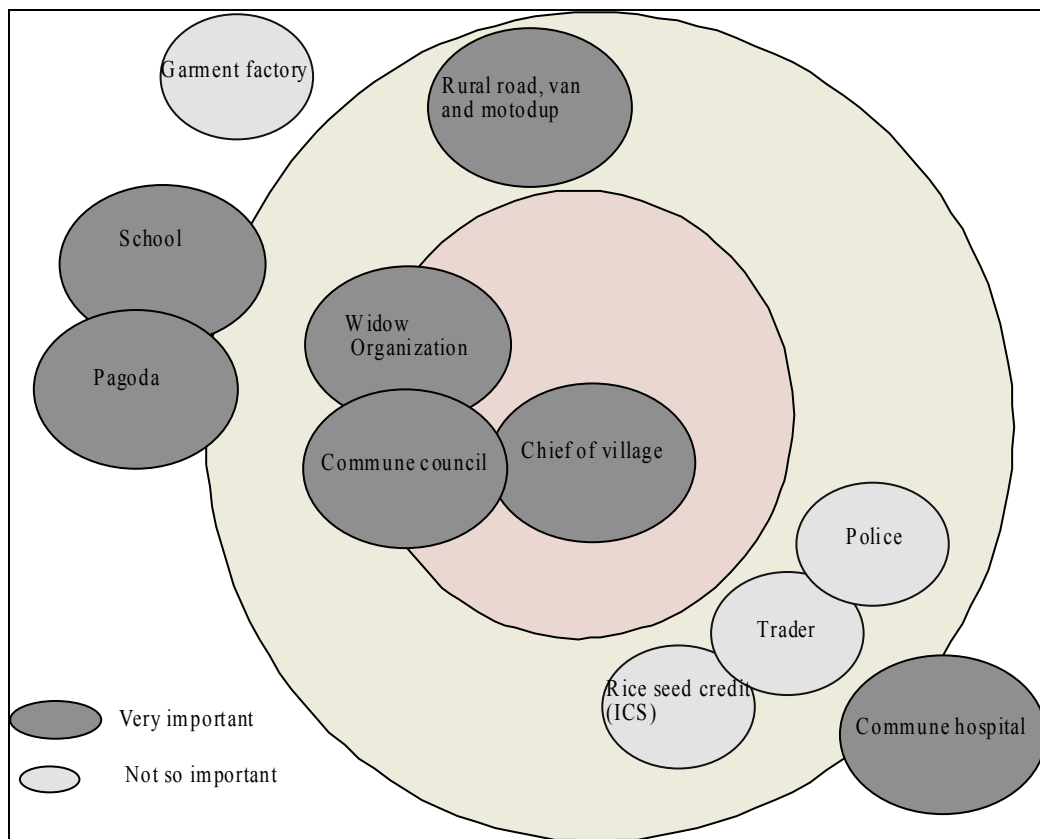 Garment factory
Rural road, van
and motodup
School
Widow
Organization
Pagoda
Commune council
Chief of village
Police
Trader
Rice seed credit
(ICS)
Commune hospital
Very important
Not so important